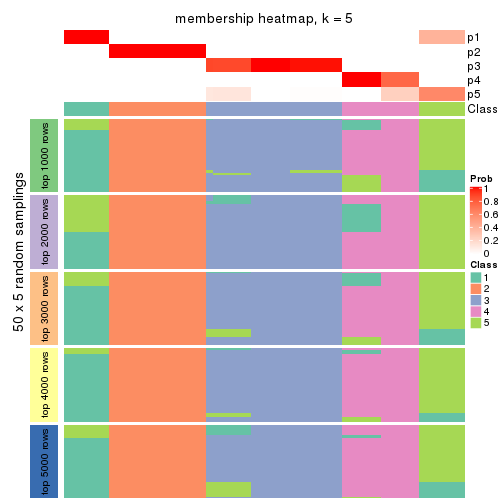 membership heatmap, k = 5
p1
p2
p3
p4
p5
Class
50 x 5 random samplings
top 1000 rows
top 2000 rows
top 3000 rows
top 4000 rows
top 5000 rows
Prob
1
0.8
0.6
0.4
0.2
0
Class
1
2
3
4
5